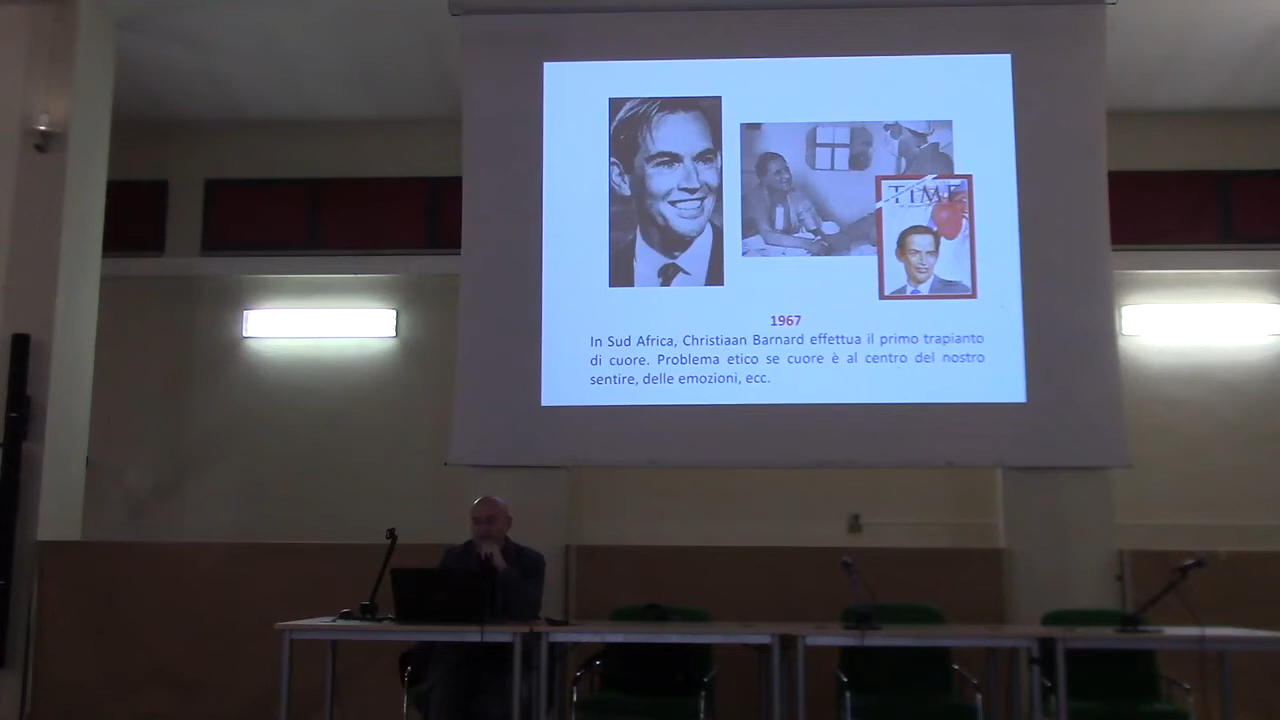 TIME
1967
In Sud Africa, Christiaan Barnard effettua il primo trapianto
di cuore. Problema etico se cuore è al centro del nostro
sentire, delle emozioni, ecc.